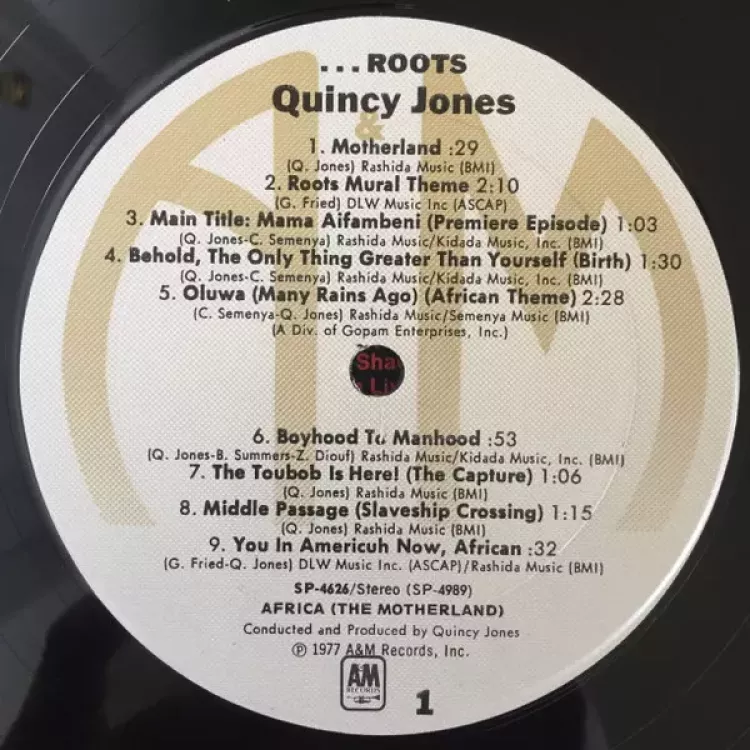 ...ROOTS
Quincy Jones
&
1. Motherland :29
(Q. Jones) Rashida Music (BMI)
2. Roots Mural Theme 2:10
(G. Fried) DLW Music Inc (ASCAP)
3. Main Title: Mama Aifambeni (Premiere Episode) 1:03
(Q. Jones-C. Semenya) Rashida Music/Kidada Music, Inc. (BMI)
4. Behold, The Only Thing Greater Than Yourself (Birth) 1:30
(Q. Jones-C. Semenya) Rashida Music/Kidada Music, Inc. (BMI)
5. Oluwa (Many Rains Ago) (African Theme) 2:28
(C. Semenya-Q. Jones) Rashida Music/Semenya Music (BMI)
(A Div. of Gopam Enterprises, Inc.)
6. Boyhood To Manhood :53
(Q. Jones-B. Summers-Z. Diouf) Rashida Music/Kidada Music, Inc. (BMI)
7. The Toubob Is Here! (The Capture) 1:06
(Q. Jones) Rashida Music (BMI)
8. Middle Passage (Slaveship Crossing) 1:15
(Q. Jones) Rashida Music (BMI)
9. You In Americuh Now, African :32
(G. Fried-Q. Jones) DLW Music Inc. (ASCAP)/Rashida Music (BMI)
SP-4626/Stereo (SP-4989)
AFRICA (THE MOTHERLAND)
Conducted and Produced by Quincy Jones
℗ 1977 A&M Records, Inc.
AM
RECORDS
1